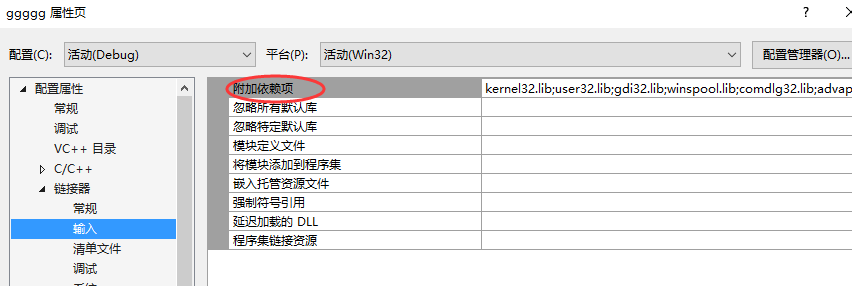 ggggg 属性页
?
配置(C): 活动(Debug) 平台(P): 活动(Win32) 配置管理器(O)...
配置属性
常规
调试
VC++ 目录
C/C++
链接器
常规
输入
清单文件
调试
附加依赖项 kernel32.lib;user32.lib;gdi32.lib;winspool.lib;comdlg32.lib;advap
忽略所有默认库
忽略特定默认库
模块定义文件
将模块添加到程序集
嵌入托管资源文件
强制符号引用
延迟加载的 DLL
程序集链接资源